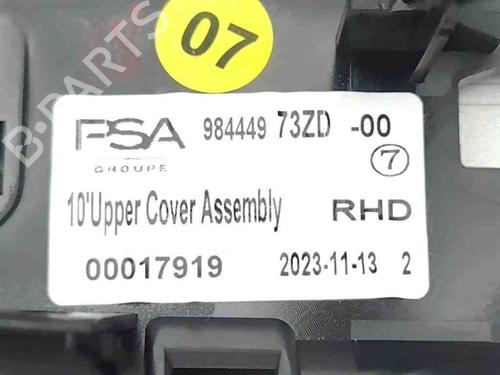 07
PSA 984449 73ZD -00
GROUPE 7
10'Upper Cover Assembly RHD
00017919 2023-11-13 2
B-PARTS